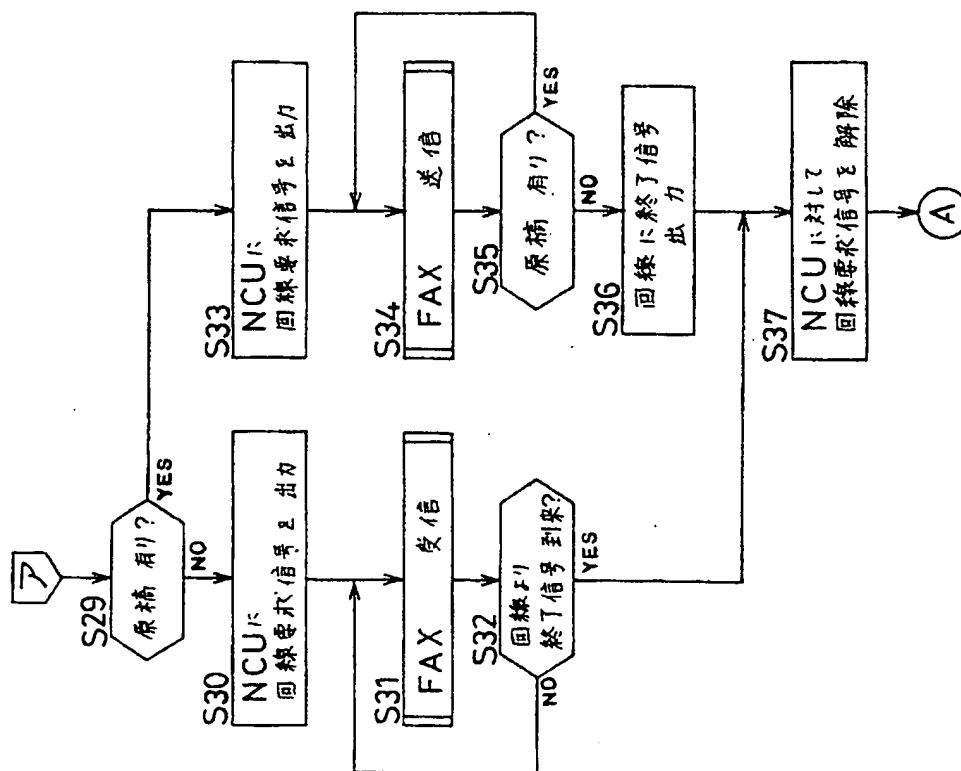 ア
S29
原稿 有り?
YES
NO
S30
NCUに
回線要求信号を出力
S31
FAX 受信
S32
回線より
終了信号到来?
NO
YES
S33
NCUに
回線要求信号を出力
S34
FAX 送信
S35
原稿 有り?
YES
NO
S36
回線に終了信号
出力
S37
NCUに対して
回線要求信号を解除
A